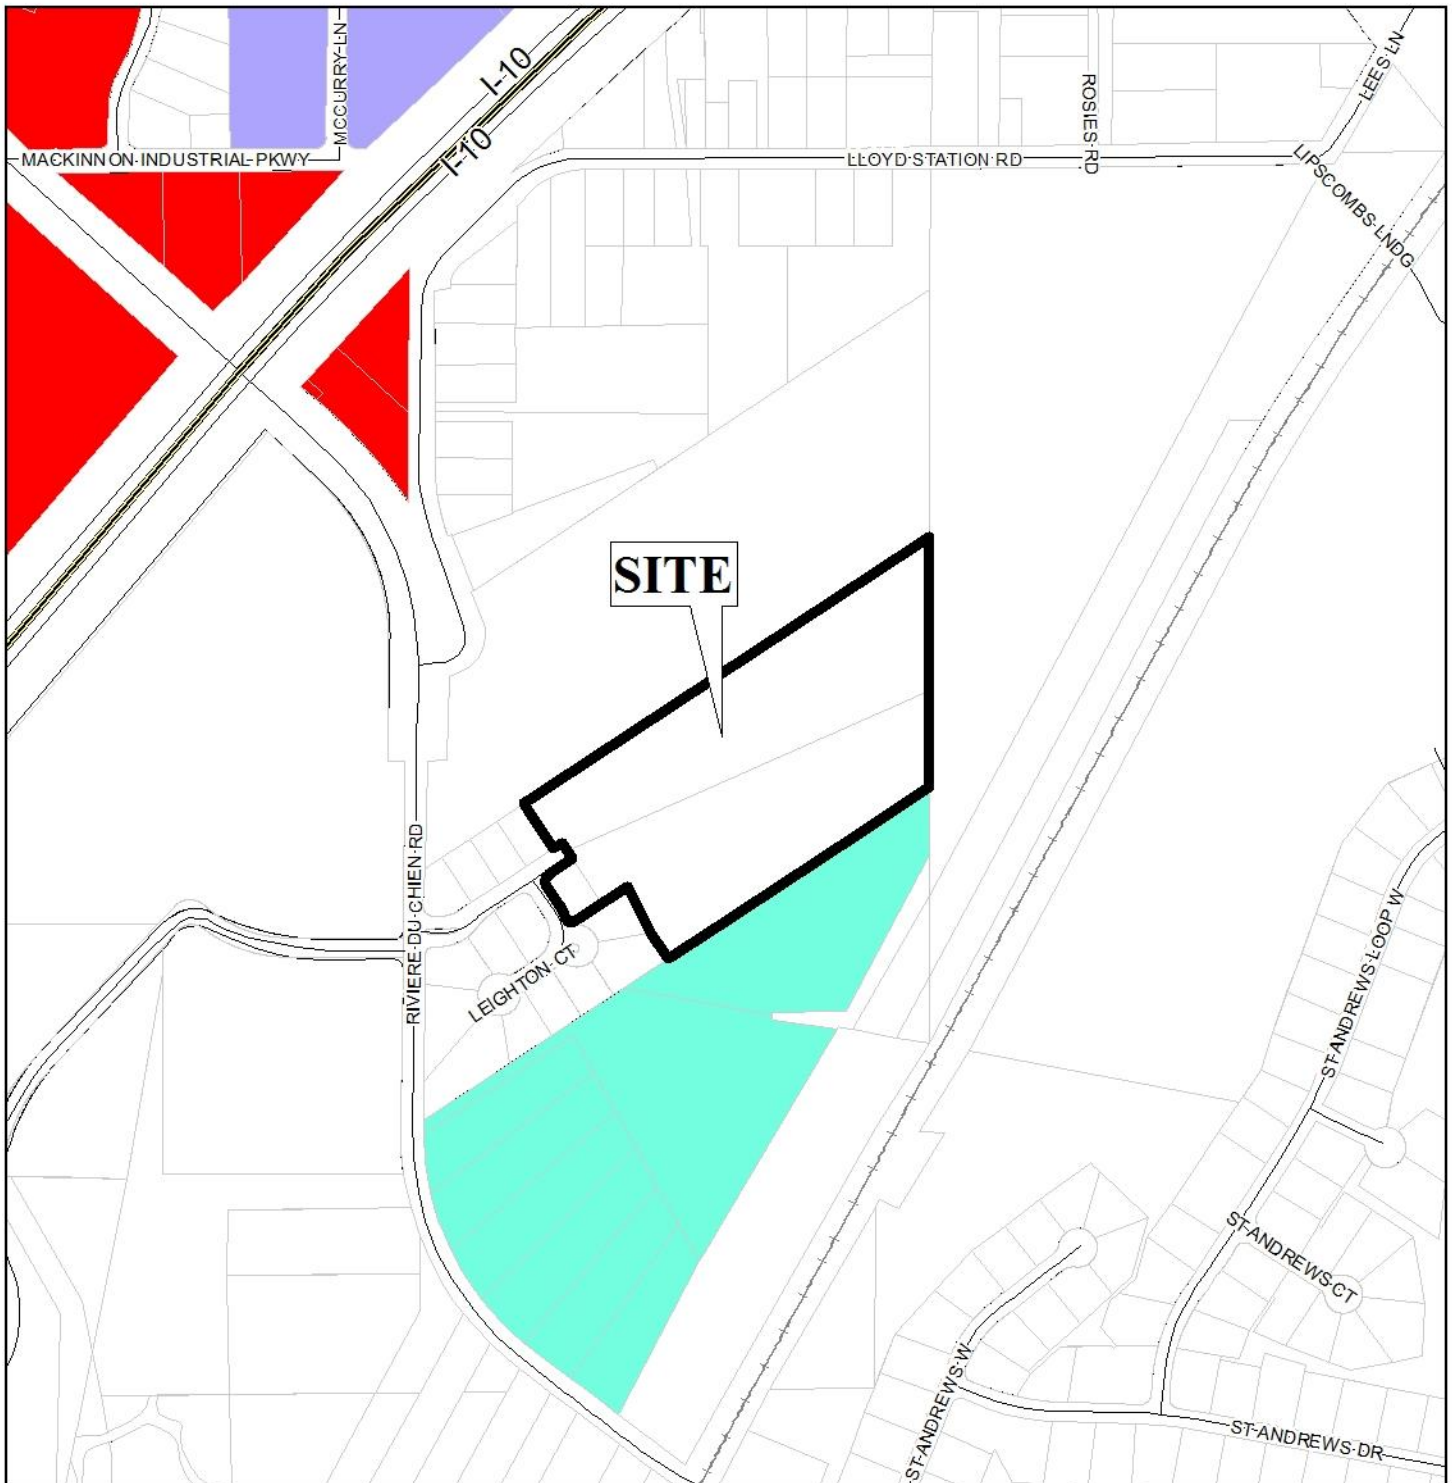 I-10
MCCURRY LN
LEES LN
ROSIES RD
I-10
MACKINNON INDUSTRIAL PKWY
LLOYD STATION RD
LIPSCOMBS LNDG
SITE
RIVIERE DU CHIEN RD
LEIGHTON CT
ST ANDREWS LOOP W
ST ANDREWS CT
ST ANDREWS W
ST ANDREWS DR